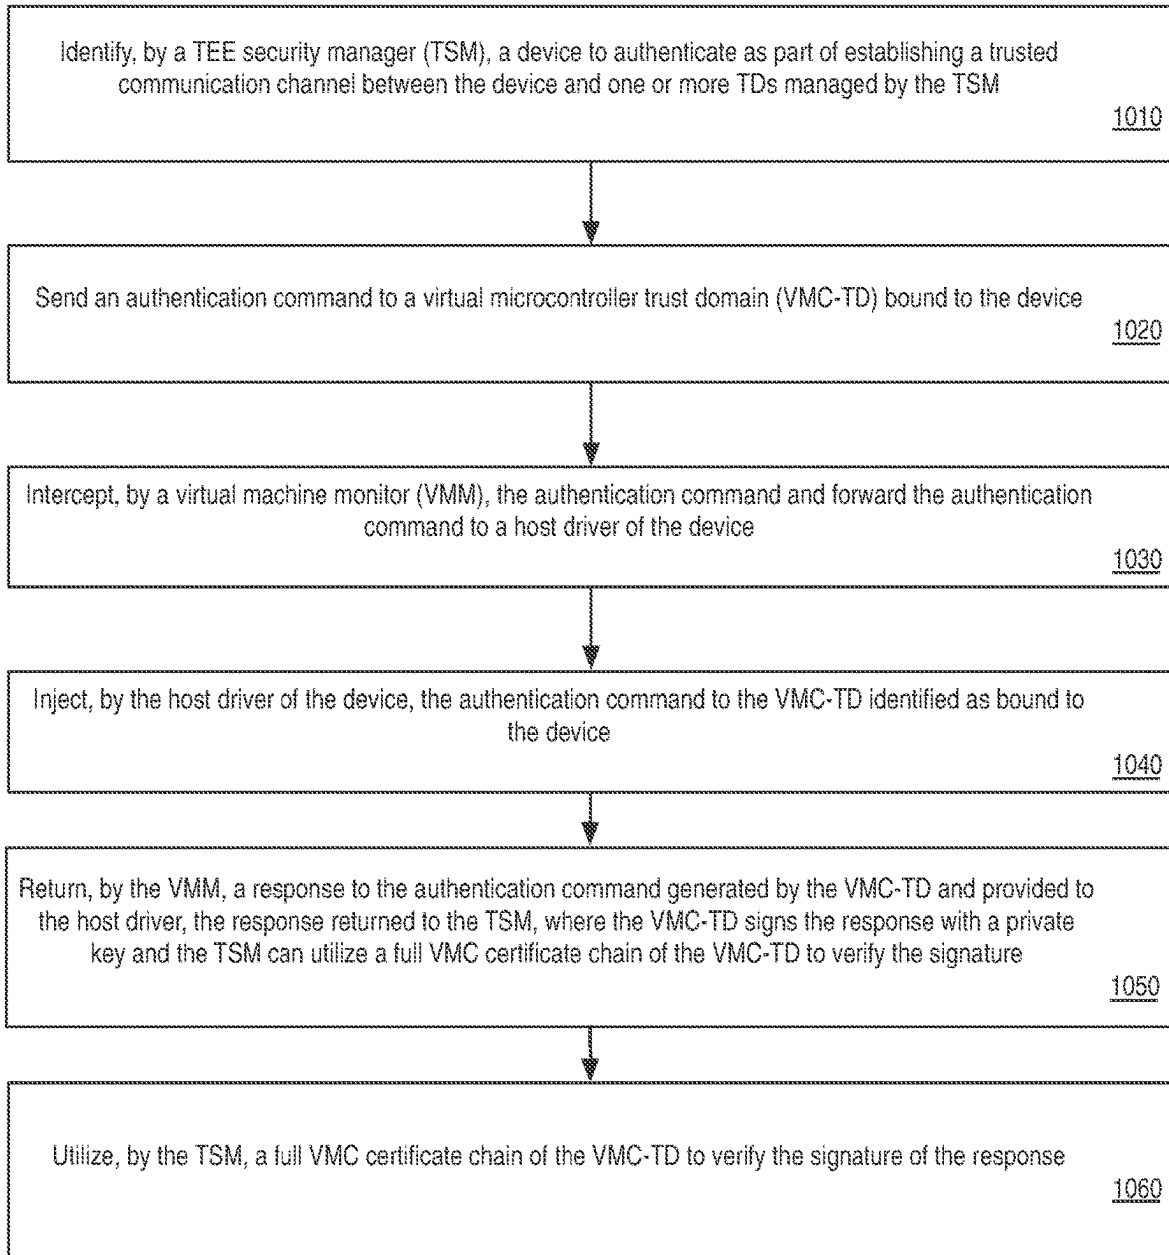 Identify, by a TEE security manager (TSM), a device to authenticate as part of establishing a trusted
communication channel between the device and one or more TDs managed by the TSM
1010
Send an authentication command to a virtual microcontroller trust domain (VMC-TD) bound to the device
1020
Intercept, by a virtual machine monitor (VMM), the authentication command and forward the authentication
command to a host driver of the device
1030
Inject, by the host driver of the device, the authentication command to the VMC-TD identified as bound to
the device
1040
Return, by the VMM, a response to the authentication command generated by the VMC-TD and provided to
the host driver, the response returned to the TSM, where the VMC-TD signs the response with a private
key and the TSM can utilize a full VMC certificate chain of the VMC-TD to verify the signature
1050
Utilize, by the TSM, a full VMC certificate chain of the VMC-TD to verify the signature of the response
1060